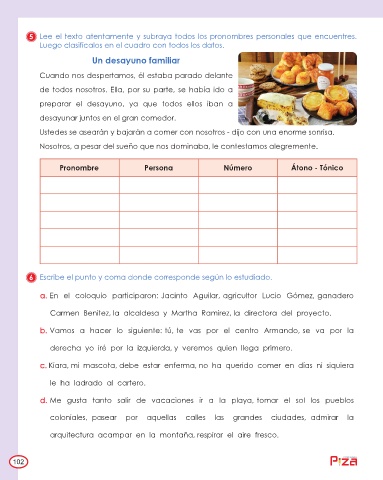 5 Lee el texto atentamente y subraya todos los pronombres personales que encuentres.
Luego clasifícalos en el cuadro con todos los datos.
Un desayuno familiar
Cuando nos despertamos, él estaba parado delante
de todos nosotros. Ella, por su parte, se había ido a
preparar el desayuno, ya que todos ellos iban a
desayunar juntos en el gran comedor.
Ustedes se asearán y bajarán a comer con nosotros - dijo con una enorme sonrisa.
Nosotros, a pesar del sueño que nos dominaba, le contestamos alegremente.
Pronombre Persona Número Átono - Tónico
6 Escribe el punto y coma donde corresponde según lo estudiado.
a. En el coloquio participaron: Jacinto Aguilar, agricultor Lucio Gómez, ganadero
Carmen Benítez, la alcaldesa y Martha Ramírez, la directora del proyecto.
b. Vamos a hacer lo siguiente: tú, te vas por el centro Armando, se va por la
derecha yo iré por la izquierda, y veremos quien llega primero.
c. Kiara, mi mascota, debe estar enferma, no ha querido comer en días ni siquiera
le ha ladrado al cartero.
d. Me gusta tanto salir de vacaciones ir a la playa, tomar el sol los pueblos
coloniales, pasear por aquellas calles las grandes ciudades, admirar la
arquitectura acampar en la montaña, respirar el aire fresco.
102